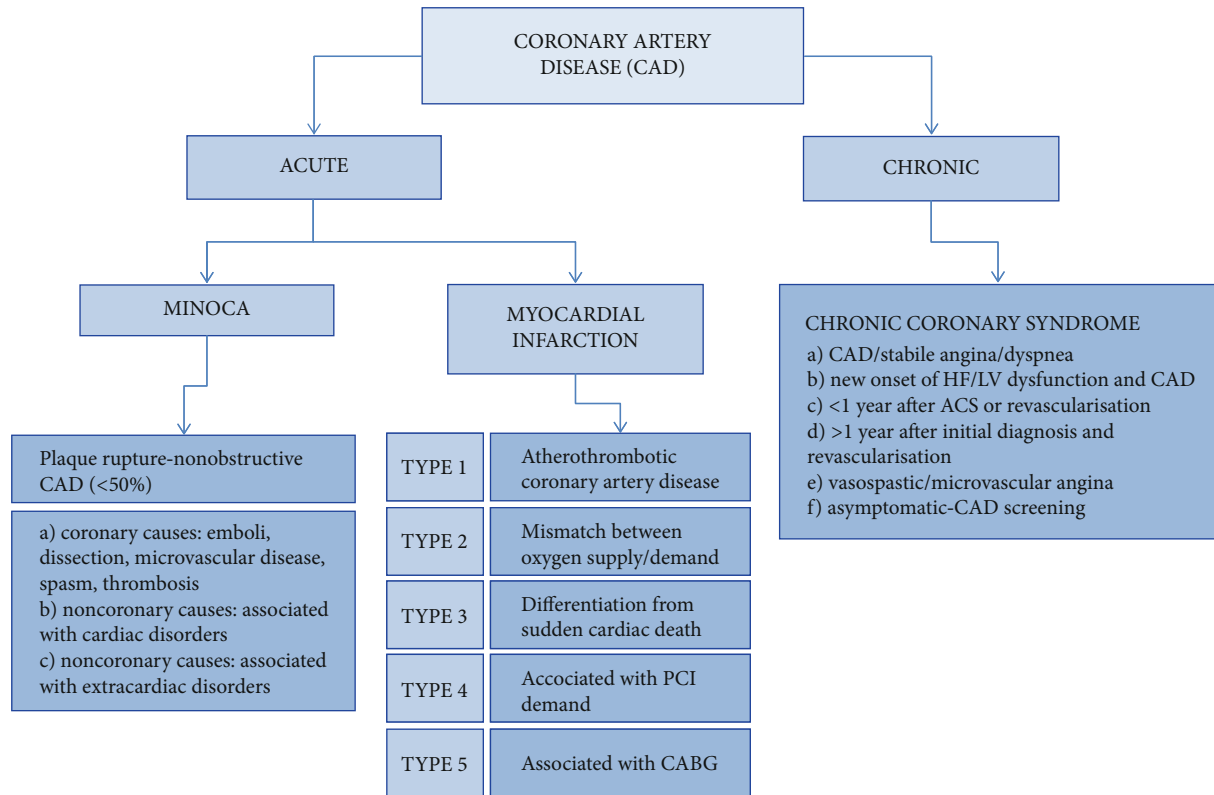 CORONARY ARTERY
DISEASE (CAD)
ACUTE
CHRONIC
MINOCA
MYOCARDIAL
INFARCTION
Plaque rupture-nonobstructive
CAD (<50%)
a) coronary causes: emboli,
dissection, microvascular disease,
spasm, thrombosis
b) noncoronary causes: associated
with cardiac disorders
c) noncoronary causes: associated
with extracardiac disorders
TYPE 1
Atherothrombotic
coronary artery disease
TYPE 2
Mismatch between
oxygen supply/demand
TYPE 3
Differentiation from
sudden cardiac death
TYPE 4
Accociated with PCI
demand
TYPE 5
Associated with CABG
CHRONIC CORONARY SYNDROME
a) CAD/stabile angina/dyspnea
b) new onset of HF/LV dysfunction and CAD
c) <1 year after ACS or revascularisation
d) >1 year after initial diagnosis and
revascularisation
e) vasospastic/microvascular angina
f) asymptomatic-CAD screening